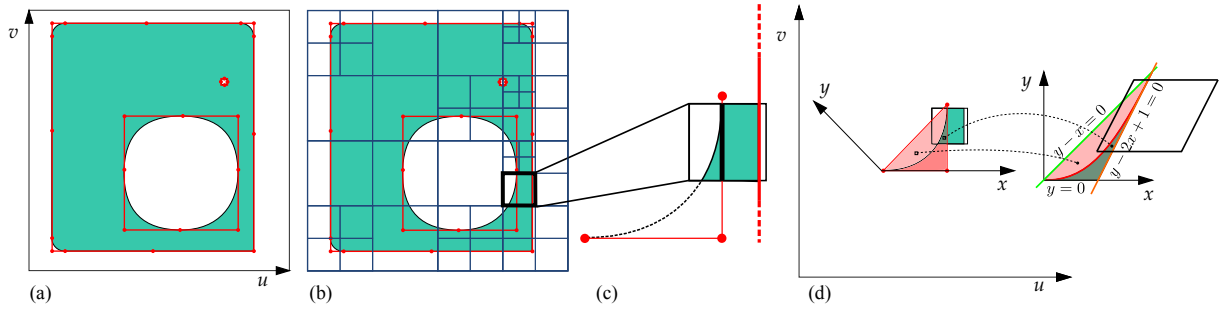 v
u
(a)
(b)
(c)
v
y
x
y
y − x = 0
y − 2x + 1 = 0
y = 0
x
u
(d)